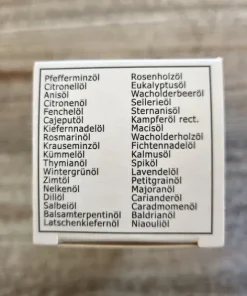 Pfefferminzöl
Citronellöl
Anisöl
Citronenöl
Fenchelöl
Cajeputöl
Kiefernnadelöl
Rosmarinöl
Krauseminzöl
Kümmelöl
Thymianöl
Wintergrünöl
Zimtöl
Nelkenöl
Dillöl
Salbeiöl
Balsamterpentinöl
Latschenkiefernöl
Rosenholzöl
Eukalyptusöl
Wacholderbeeröl
Sellerieöl
Sternanisöl
Kampferöl rect.
Macisöl
Wacholderholzöl
Fichtennadelöl
Kalmusöl
Spiköl
Lavendelöl
Petitgrainöl
Majoranöl
Carianderöl
Caradmomenöl
Baldrianöl
Niaouliöl